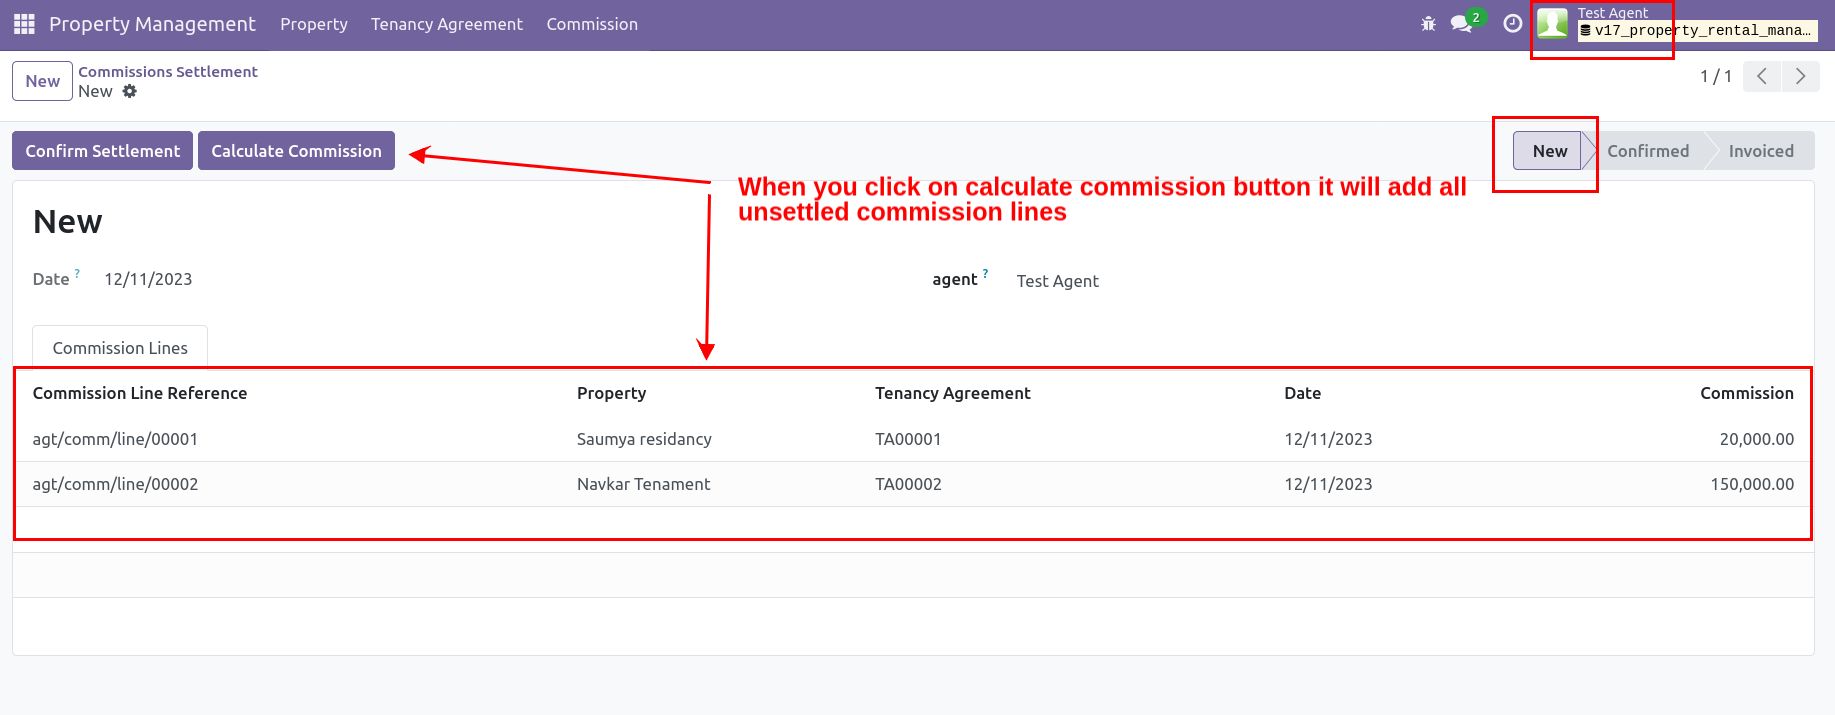 Property Management Property Tenancy Agreement Commission 2 Test Agent
v17_property_rental_mana...
New Commissions Settlement
New 1 / 1
Confirm Settlement Calculate Commission New Confirmed Invoiced
When you click on calculate commission button it will add all
unsettled commission lines
New
Date ? 12/11/2023 agent ? Test Agent
Commission Lines
Commission Line Reference Property Tenancy Agreement Date Commission
agt/comm/line/00001 Saumya residancy TA00001 12/11/2023 20,000.00
agt/comm/line/00002 Navkar Tenament TA00002 12/11/2023 150,000.00